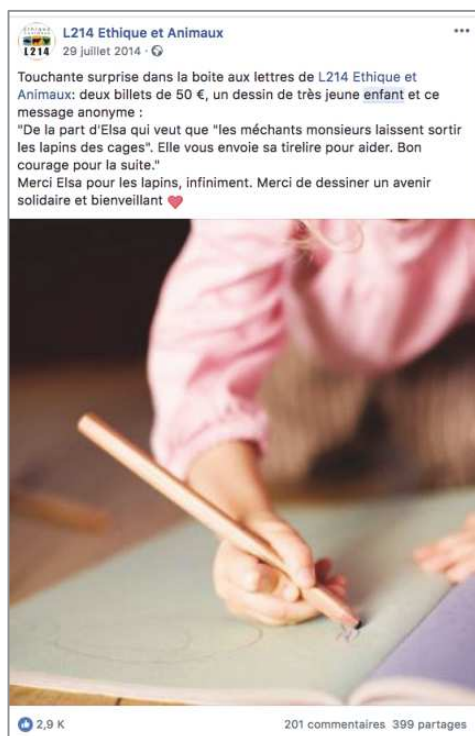 L214 Ethique et Animaux
29 juillet 2014 ·
ETHIQUE
L214
Touchante surprise dans la boite aux lettres de L214 Ethique et
Animaux: deux billets de 50 €, un dessin de très jeune enfant et ce
message anonyme :
"De la part d'Elsa qui veut que "les méchants monsieurs laissent sortir
les lapins des cages". Elle vous envoie sa tirelire pour aider. Bon
courage pour la suite."
Merci Elsa pour les lapins, infiniment. Merci de dessiner un avenir
solidaire et bienveillant
2,9 K
201 commentaires 399 partages